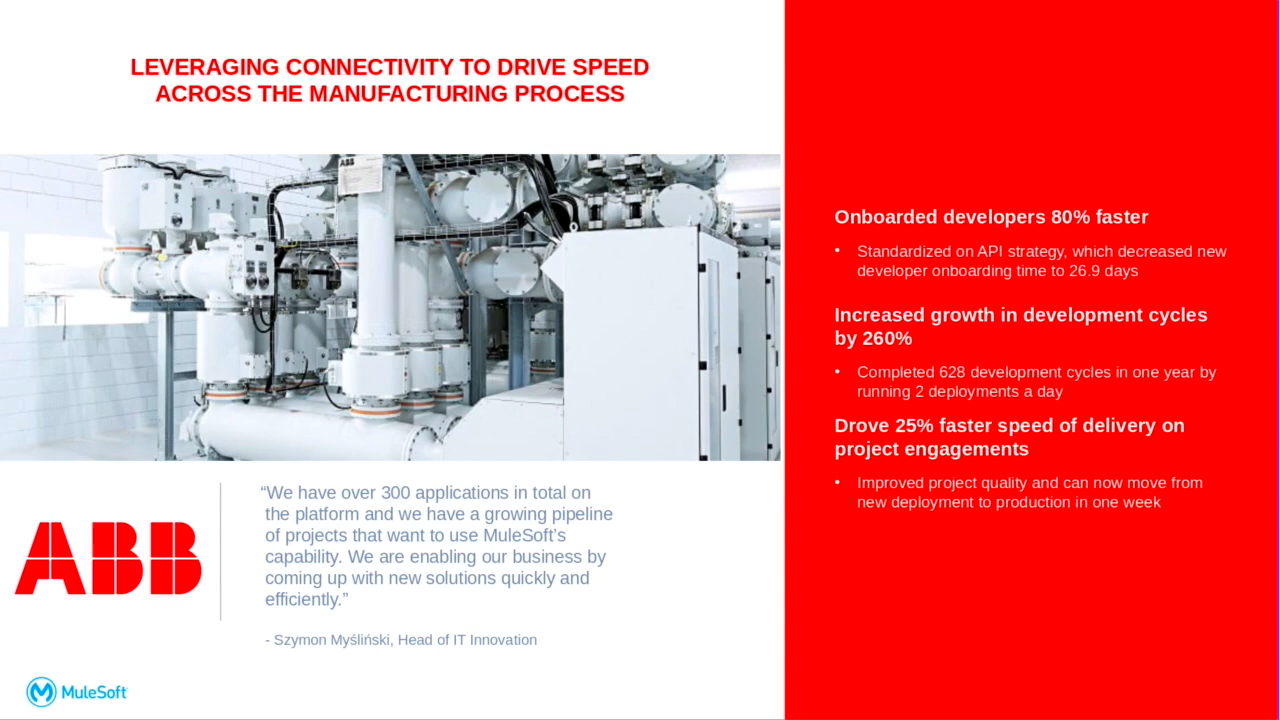 LEVERAGING CONNECTIVITY TO DRIVE SPEED
ACROSS THE MANUFACTURING PROCESS
ABB
“We have over 300 applications in total on
the platform and we have a growing pipeline
of projects that want to use MuleSoft’s
capability. We are enabling our business by
coming up with new solutions quickly and
efficiently.”
- Szymon Myśliński, Head of IT Innovation
ABB
MuleSoft
Onboarded developers 80% faster
• Standardized on API strategy, which decreased new
developer onboarding time to 26.9 days
Increased growth in development cycles
by 260%
• Completed 628 development cycles in one year by
running 2 deployments a day
Drove 25% faster speed of delivery on
project engagements
• Improved project quality and can now move from
new deployment to production in one week